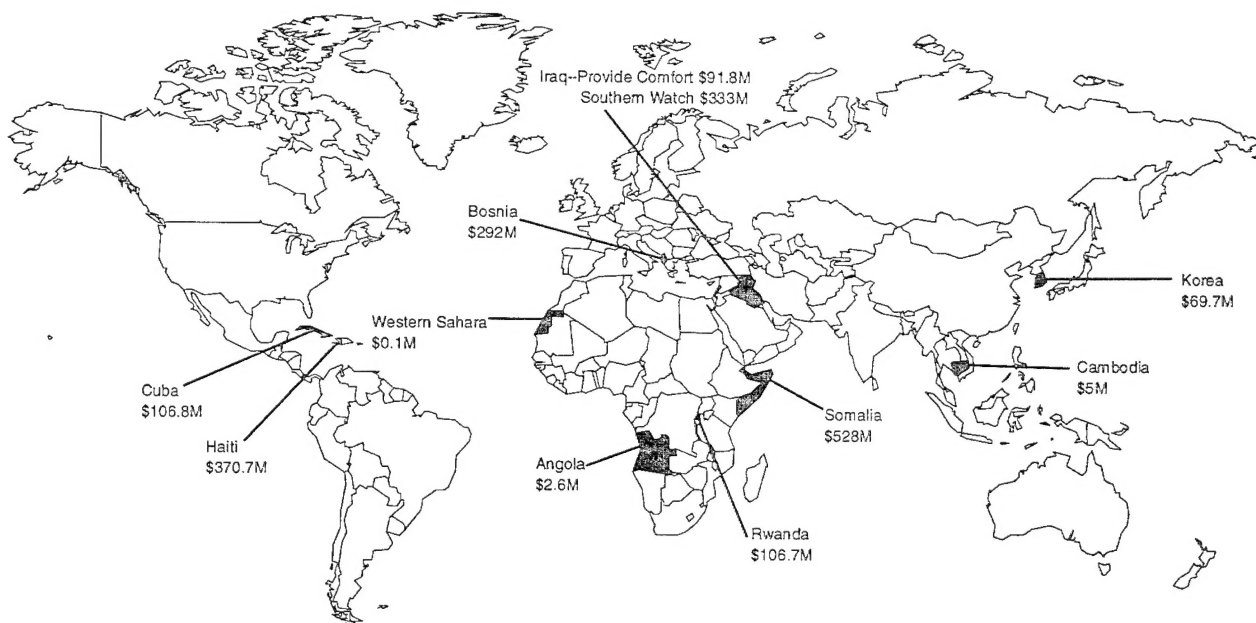 Iraq--Provide Comfort $91.8M
Southern Watch $333M
Bosnia
$292M
Korea
$69.7M
Western Sahara
$0.1M
Cambodia
$5M
Cuba
$106.8M
Somalia
$528M
Haiti
$370.7M
Angola
$2.6M
Rwanda
$106.7M